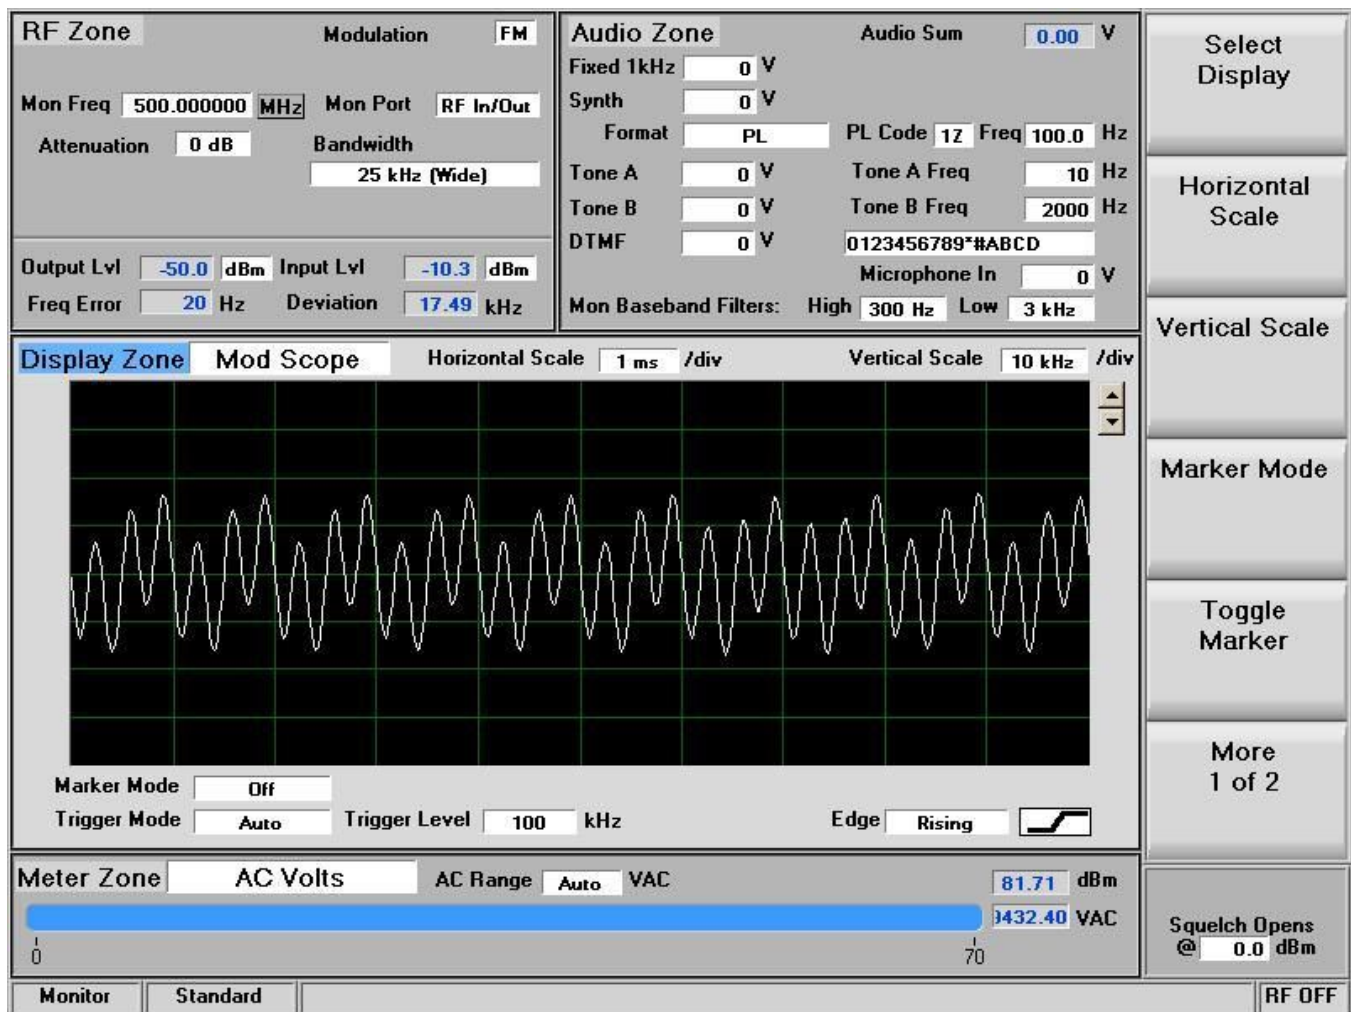 RF Zone
Modulation FM
Mon Freq 500.000000 MHz Mon Port RF In/Out
Attenuation 0 dB Bandwidth
25 kHz (Wide)
Output Lvl -50.0 dBm Input Lvl -10.3 dBm
Freq Error 20 Hz Deviation 17.49 kHz
Audio Zone Audio Sum 0.00 V
Fixed 1kHz 0 V
Synth 0 V
Format PL PL Code 1Z Freq 100.0 Hz
Tone A 0 V Tone A Freq 10 Hz
Tone B 0 V Tone B Freq 2000 Hz
DTMF 0 V 0123456789*#ABCD
Microphone In 0 V
Mon Baseband Filters: High 300 Hz Low 3 kHz
Display Zone Mod Scope Horizontal Scale 1 ms /div Vertical Scale 10 kHz /div
Marker Mode Off
Trigger Mode Auto Trigger Level 100 kHz Edge Rising
Meter Zone AC Volts AC Range Auto VAC 81.71 dBm
9432.40 VAC
0 70
Monitor Standard
Select
Display
Horizontal
Scale
Vertical Scale
Marker Mode
Toggle
Marker
More
1 of 2
Squelch Opens
@ 0.0 dBm
RF OFF